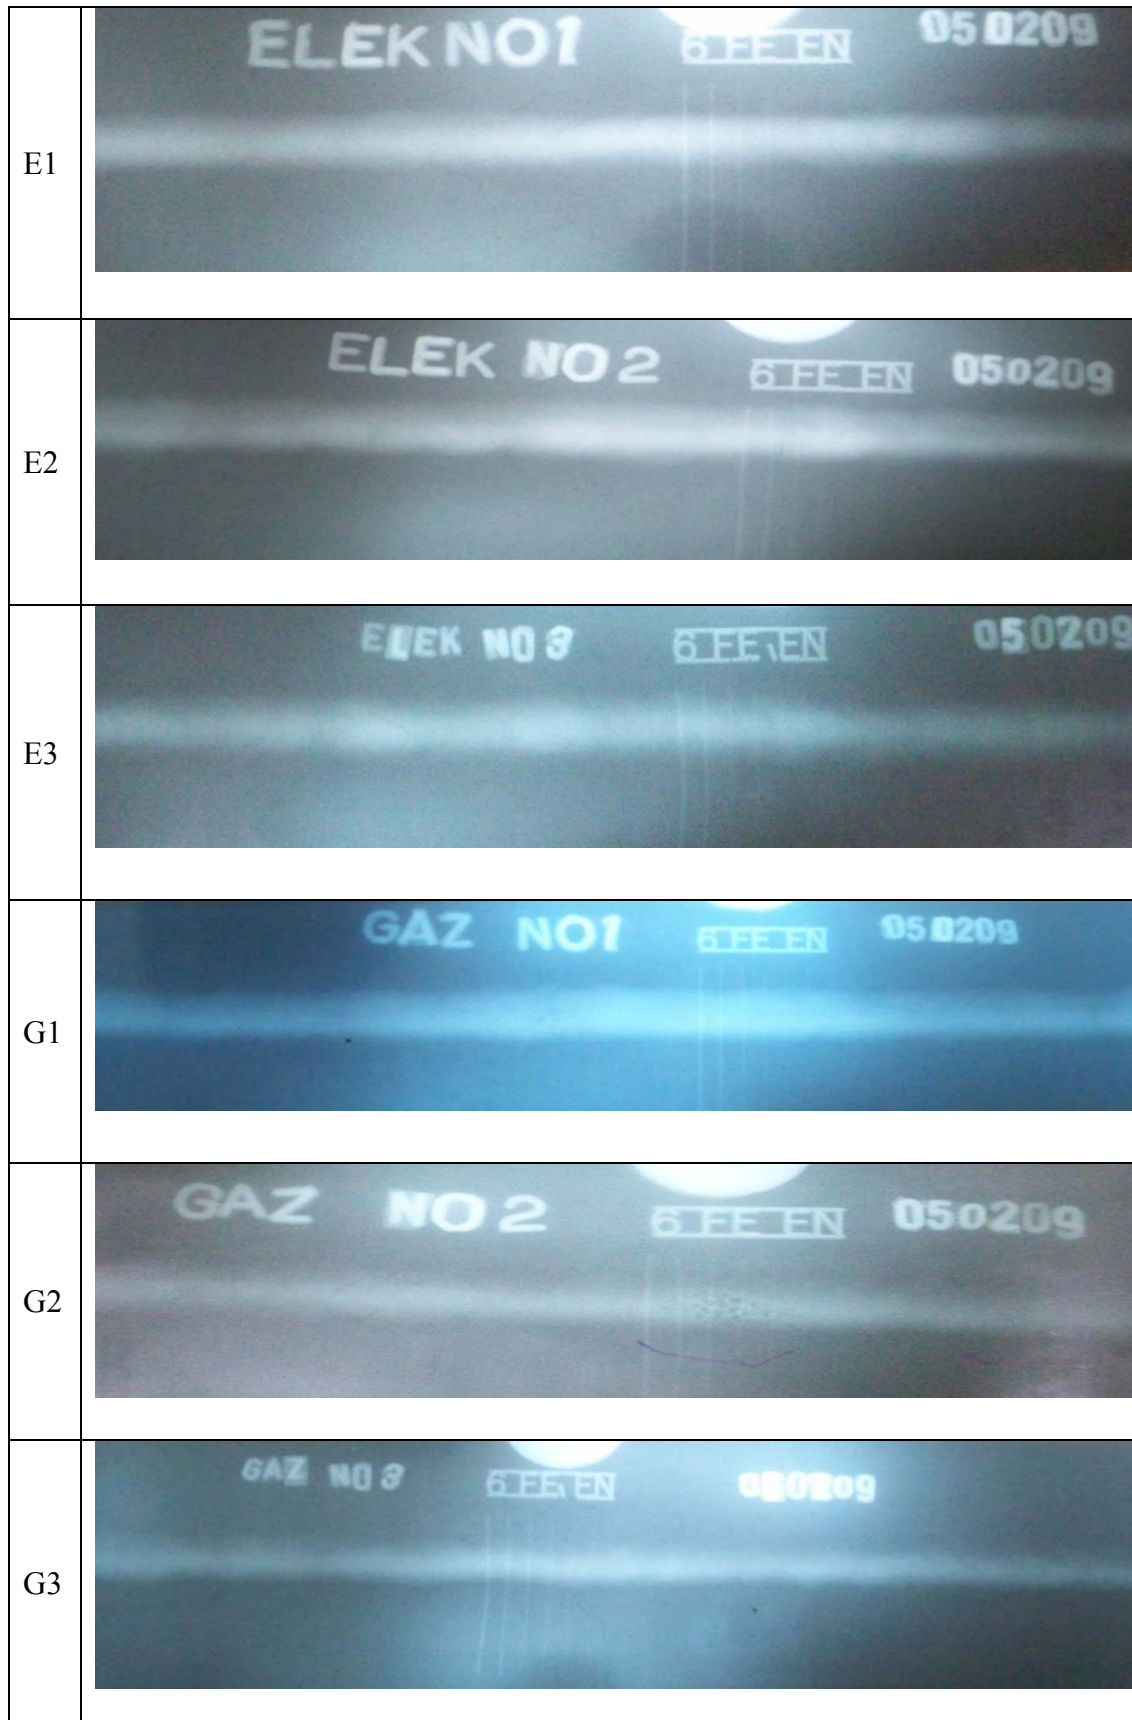 E1
ELEK NO1 6 FE EN 050209
E2
ELEK NO 2 6 FE EN 050209
E3
ELEK NO 3 6 FE EN 050209
G1
GAZ NO1 6 FE EN 050209
G2
GAZ NO 2 6 FE EN 050209
G3
GAZ NO 3 6 FE EN 050209